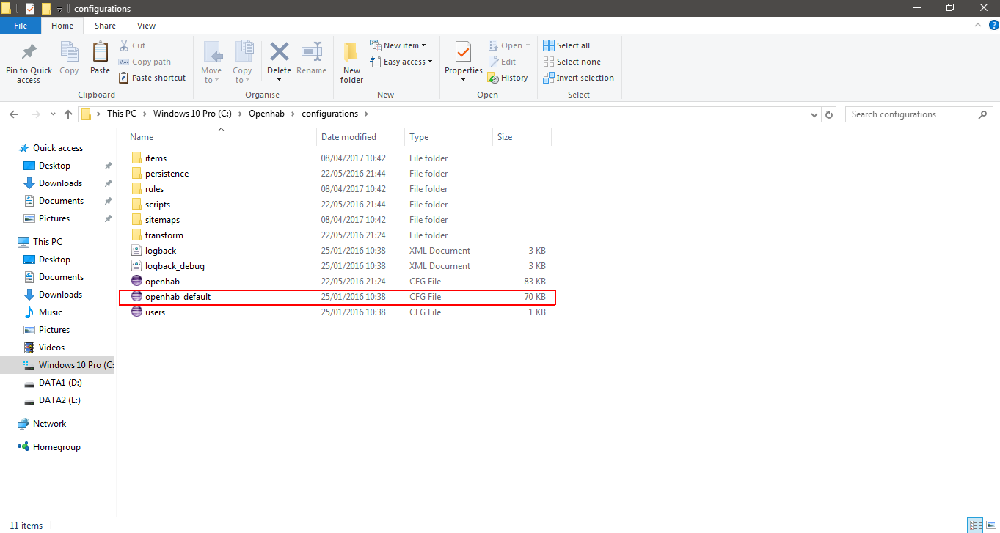 configurations
File Home Share View
Pin to Quick access
Copy
Paste
Cut
Copy path
Paste shortcut
Clipboard
Move to
Copy to
Delete
Rename
Organise
New folder
New item
Easy access
New
Properties
Open
Edit
History
Open
Select all
Select none
Invert selection
Select
This PC Windows 10 Pro (C:) Openhab configurations
Search configurations
Quick access
Desktop
Downloads
Documents
Pictures
This PC
Desktop
Documents
Downloads
Music
Pictures
Videos
Windows 10 Pro (C:
DATA1 (D:)
DATA2 (E:)
Network
Homegroup
Name Date modified Type Size
items 08/04/2017 10:42 File folder
persistence 22/05/2016 21:44 File folder
rules 08/04/2017 10:42 File folder
scripts 22/05/2016 21:44 File folder
sitemaps 08/04/2017 10:42 File folder
transform 22/05/2016 21:24 File folder
logback 25/01/2016 10:38 XML Document 3 KB
logback_debug 25/01/2016 10:38 XML Document 3 KB
openhab 22/05/2016 21:24 CFG File 83 KB
openhab_default 25/01/2016 10:38 CFG File 70 KB
users 25/01/2016 10:38 CFG File 1 KB
11 items